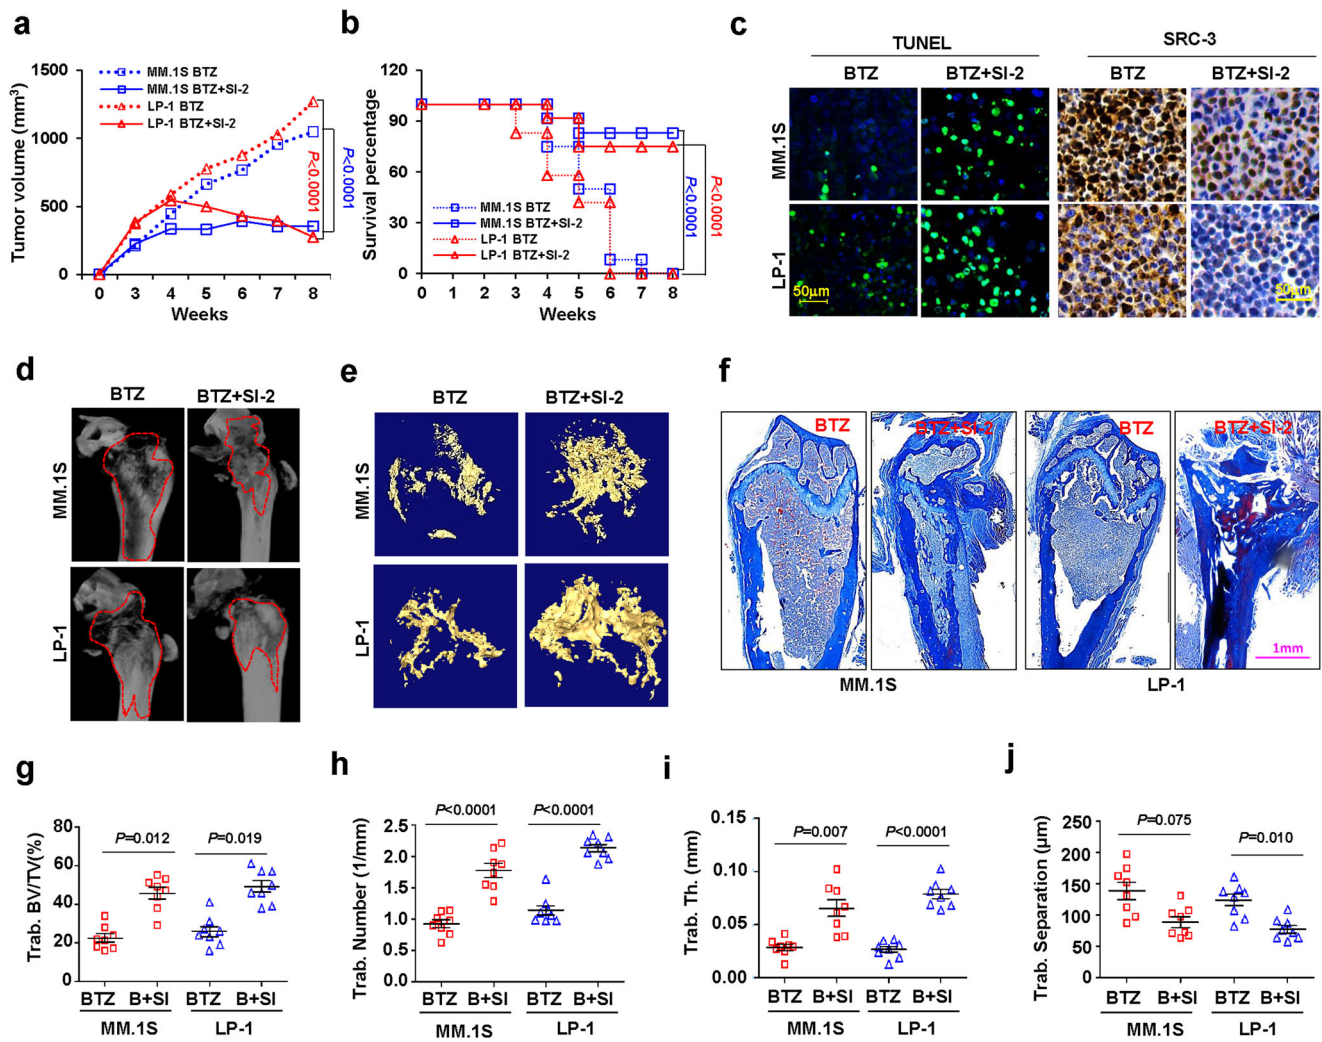 a
Tumor volume (mm³)
1500
1000
500
0
MM.1S BTZ
MM.1S BTZ+SI-2
LP-1 BTZ
LP-1 BTZ+SI-2
P<0.0001
P<0.0001
0 3 4 5 6 7 8
Weeks
b
Survival percentage
120
90
60
30
0
MM.1S BTZ
MM.1S BTZ+SI-2
LP-1 BTZ
LP-1 BTZ+SI-2
P<0.0001
P<0.0001
0 1 2 3 4 5 6 7 8
Weeks
c
TUNEL
SRC-3
BTZ BTZ+SI-2 BTZ BTZ+SI-2
MM.1S
LP-1
50μm
50μm
d
BTZ BTZ+SI-2
MM.1S
LP-1
e
BTZ BTZ+SI-2
MM.1S
LP-1
f
BTZ BTZ+SI-2 BTZ BTZ+SI-2
1mm
MM.1S LP-1
g
Trab. BV/TV(%)
80
60
40
20
0
P=0.012 P=0.019
BTZ B+SI BTZ B+SI
MM.1S LP-1
h
Trab. Number (1/mm)
2.5
2.0
1.5
1.0
0.5
0.0
P<0.0001 P<0.0001
BTZ B+SI BTZ B+SI
MM.1S LP-1
i
Trab. Th. (mm)
0.15
0.10
0.05
0.00
P=0.007 P<0.0001
BTZ B+SI BTZ B+SI
MM.1S LP-1
j
Trab. Separation (μm)
250
200
150
100
50
0
P=0.075 P=0.010
BTZ B+SI BTZ B+SI
MM.1S LP-1